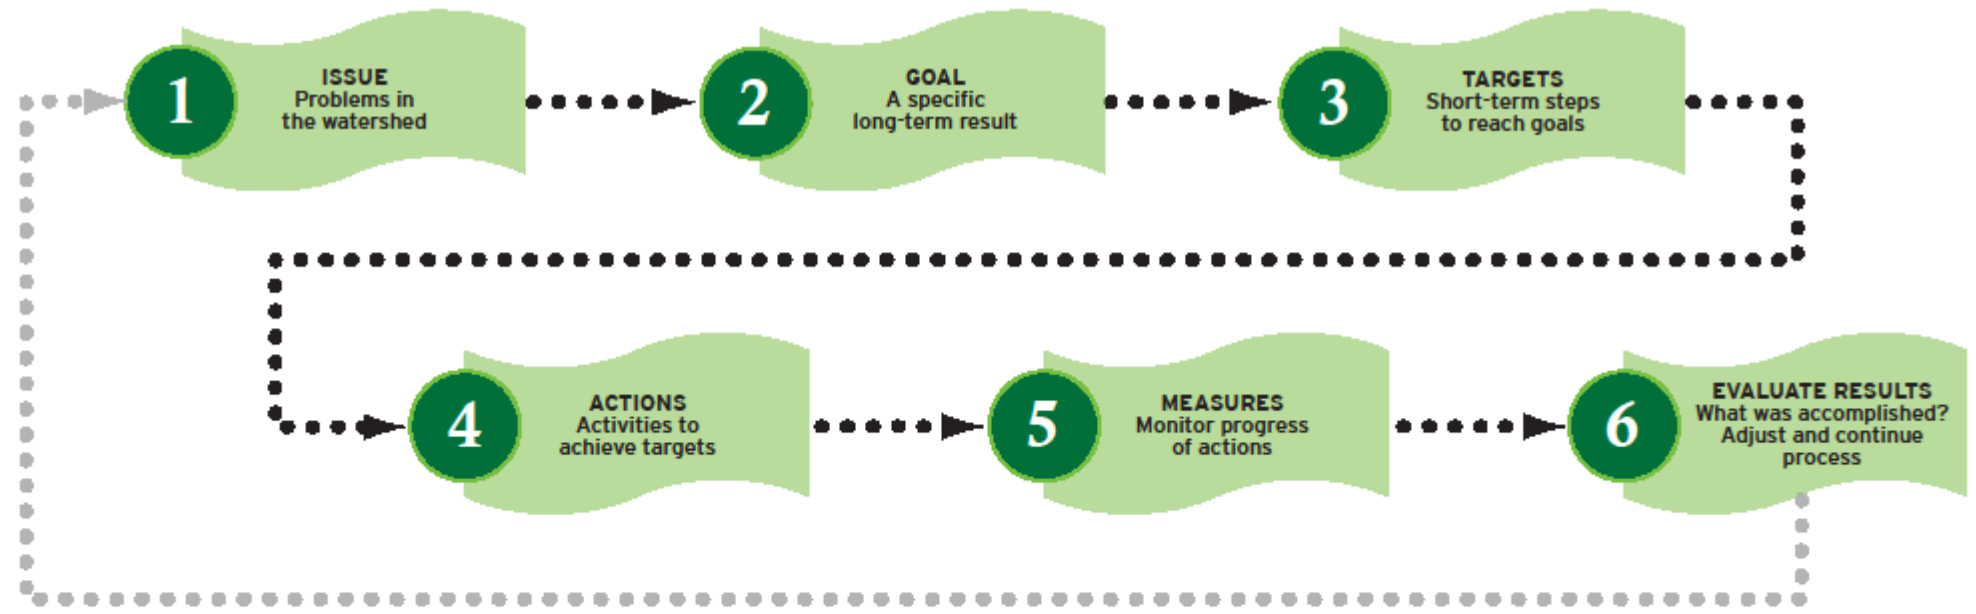 1
ISSUE
Problems in
the watershed
2
GOAL
A specific
long-term result
3
TARGETS
Short-term steps
to reach goals
4
ACTIONS
Activities to
achieve targets
5
MEASURES
Monitor progress
of actions
6
EVALUATE RESULTS
What was accomplished?
Adjust and continue
process